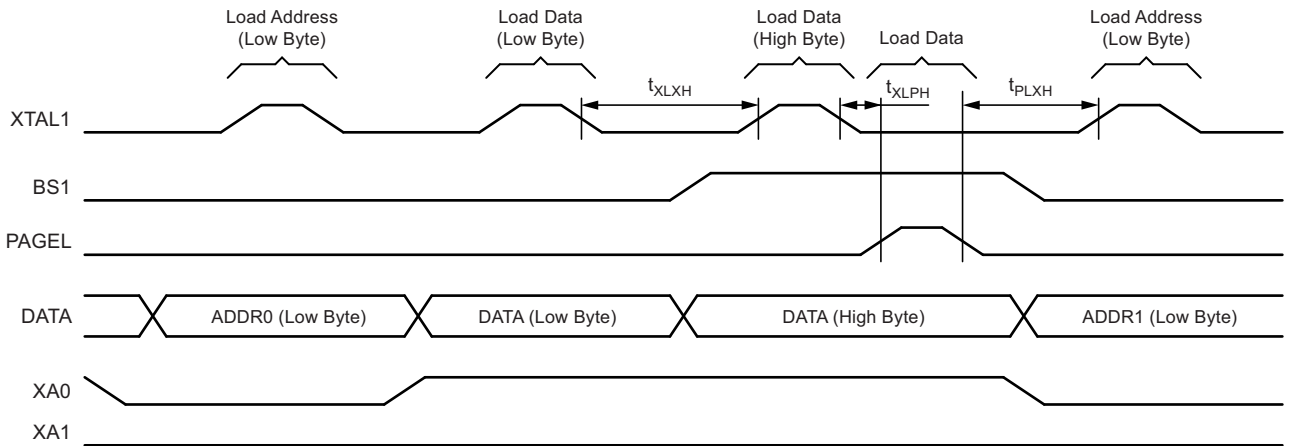 Load Address
(Low Byte)
Load Data
(Low Byte)
Load Data
(High Byte)
Load Data
Load Address
(Low Byte)
tXLXH
tXLPH
tPLXH
XTAL1
BS1
PAGEL
DATA
ADDR0 (Low Byte)
DATA (Low Byte)
DATA (High Byte)
ADDR1 (Low Byte)
XA0
XA1